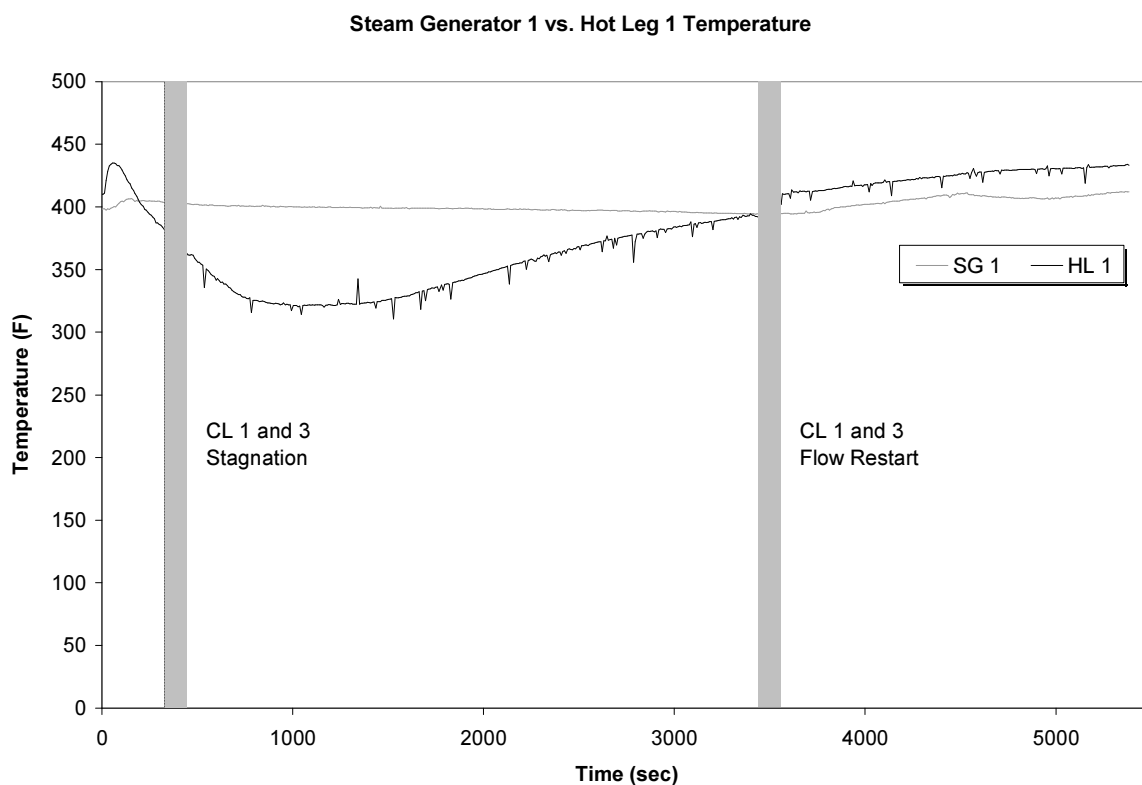 Steam Generator 1 vs. Hot Leg 1 Temperature
500
450
400
350
300
250
200
150
100
50
0
Temperature (F)
SG 1 HL 1
CL 1 and 3
Stagnation
CL 1 and 3
Flow Restart
0 1000 2000 3000 4000 5000
Time (sec)